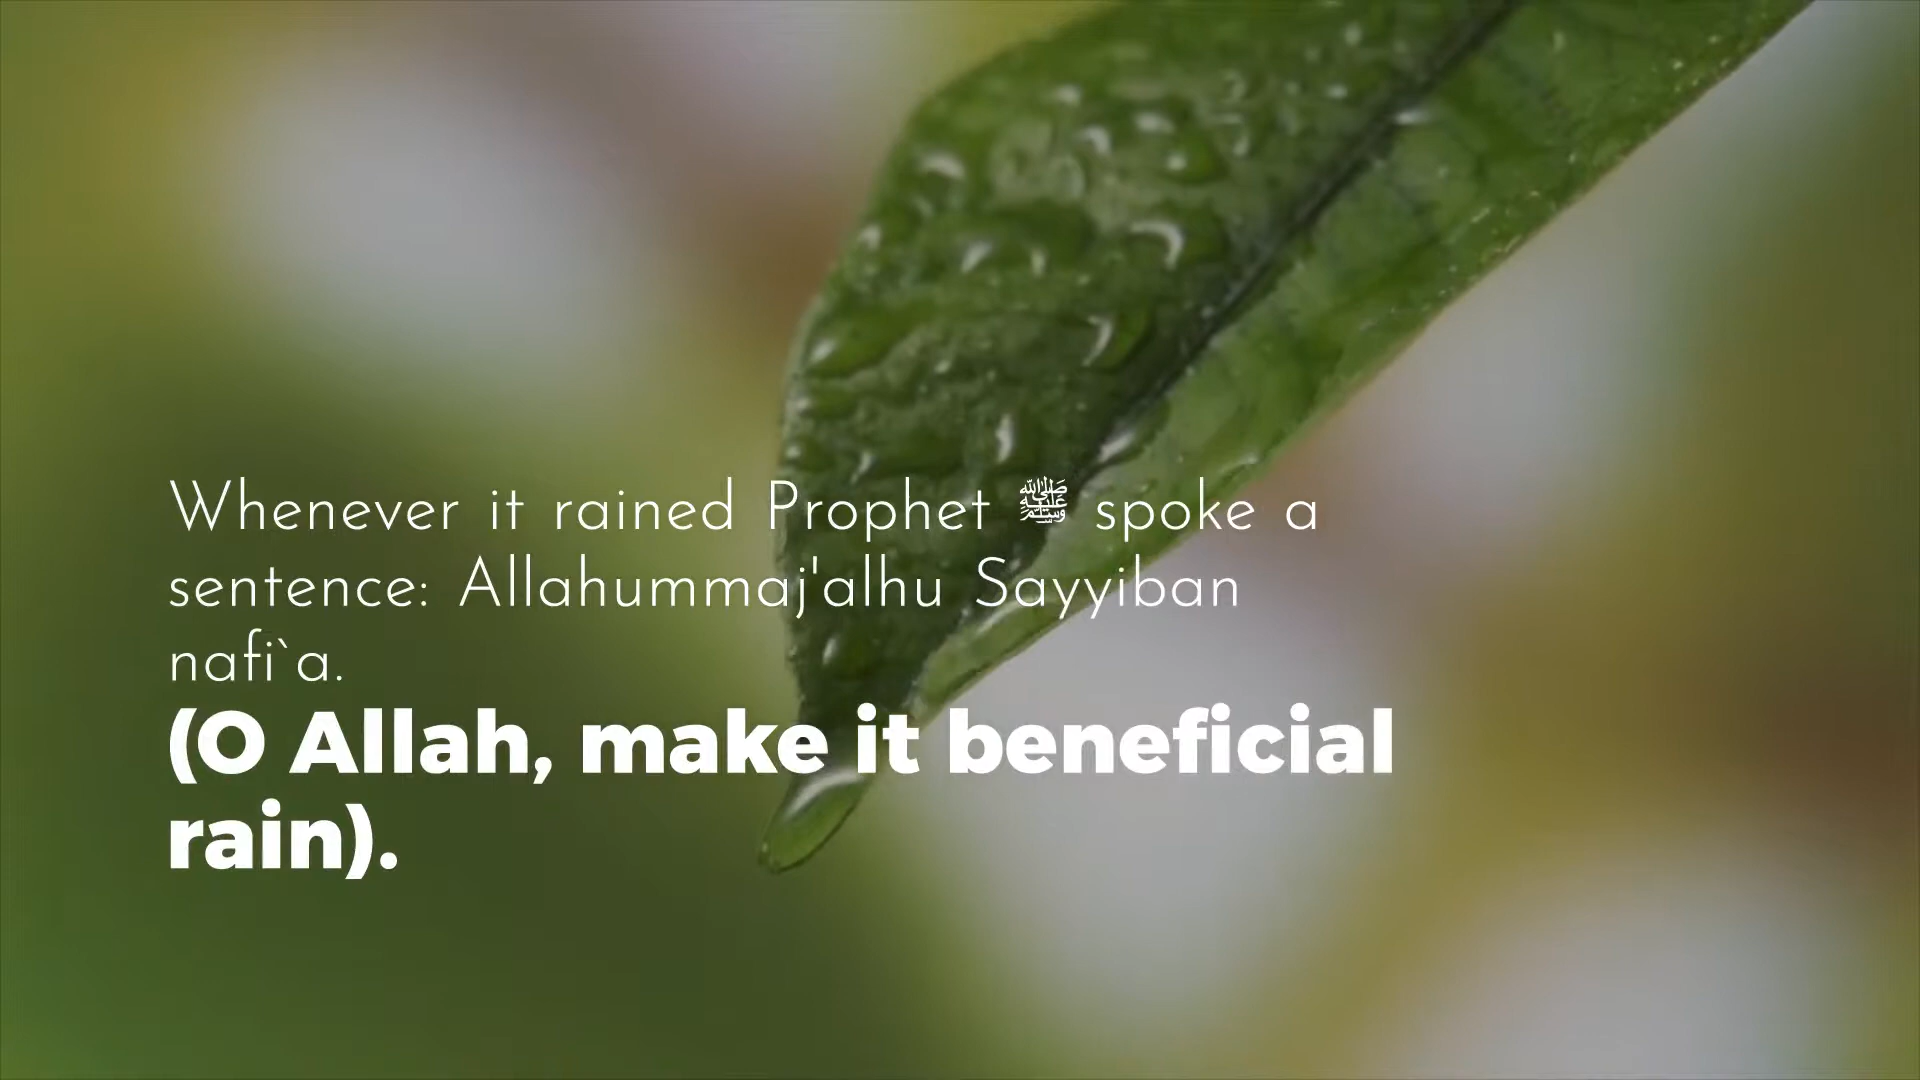 Whenever it rained Prophet ﷺ spoke a
sentence: Allahummaj'alhu Sayyiban
nafi`a.
(O Allah, make it beneficial
rain).